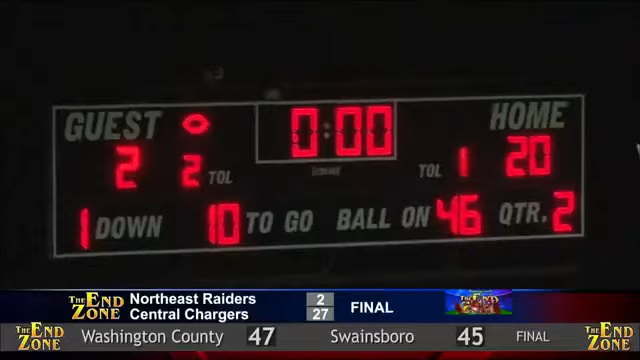 GUEST 0:00 HOME
2 2 TOL TOL 1 20
1 DOWN 10 TO GO BALL ON 46 QTR. 2
THE END ZONE Northeast Raiders 2 FINAL
Central Chargers 27
THE END ZONE Washington County 47 Swainsboro 45 FINAL THE END ZONE